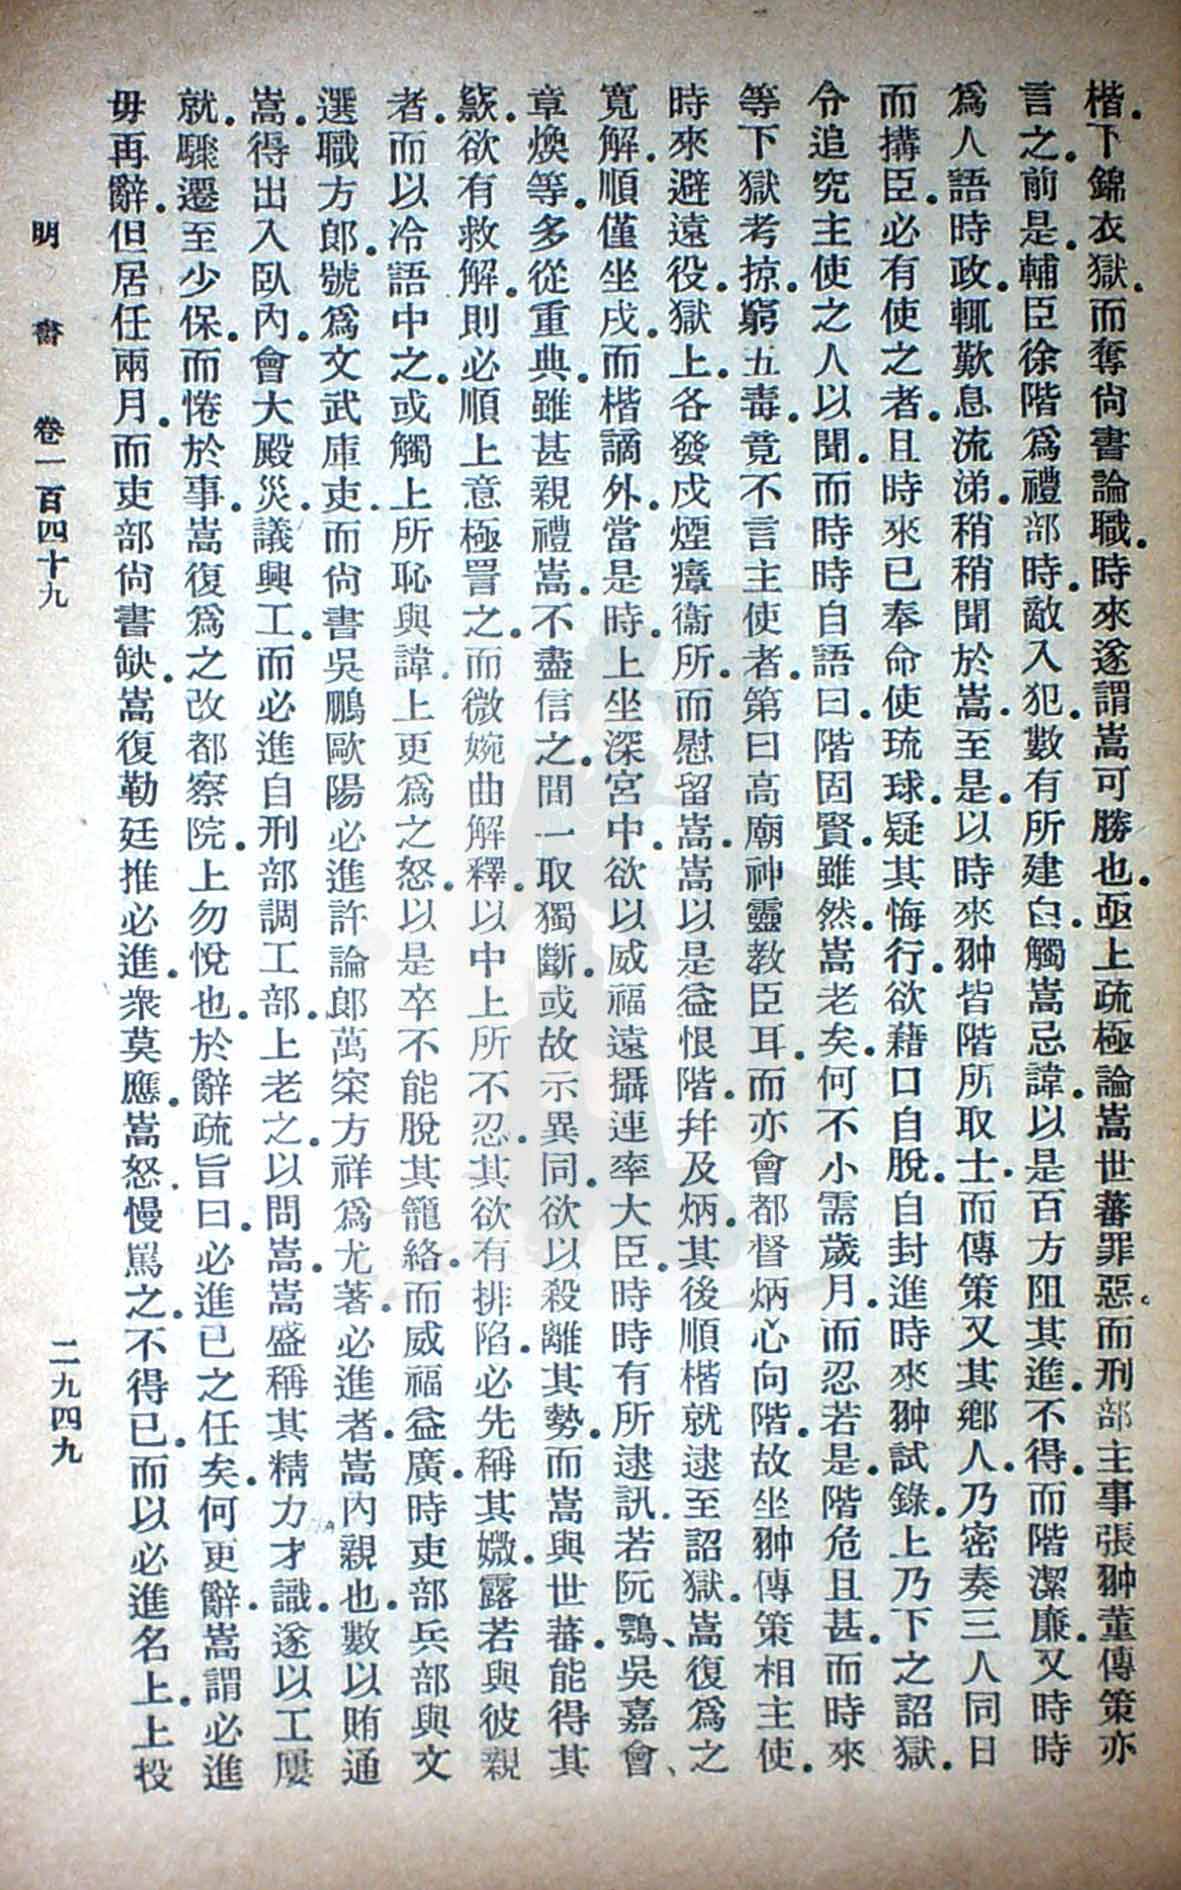 楷下錦衣獄而奪尙書論職時來遂謂嵩可勝也亟上疏極論嵩世蕃罪惡而刑部主事張翀董傳策亦
言之前是輔臣徐階爲禮部時敵入犯數有所建白觸嵩忌諱以是百方阻其進不得而階潔廉又時時
爲人語時政輒歎息流涕稍稍聞於嵩至是以時來翀皆階所取士而傳策又其鄉人乃密奏三人同日
而搆臣必有使之者且時來已奉命使琉球疑其悔行欲藉口自脫自封進時來翀試錄上乃下之詔獄
令追究主使之人以聞而時時自語曰階固賢雖然嵩老矣何不小需歲月而忍若是階危且甚而時來
等下獄考掠窮五毒竟不言主使者第曰高廟神靈教臣耳而亦會都督炳心向階故坐翀傳策相主使
時來避遠役獄上各發戍煙瘴衞所而慰留嵩嵩以是益恨階幷及炳其後順楷就逮至詔獄嵩復爲之
寬解順僅坐戍而楷謫外當是時上坐深宮中欲以威福遠攝連率大臣時時有所逮訊若阮鶚、吳嘉會、
章煥等多從重典雖甚親禮嵩不盡信之間一取獨斷或故示異同欲以殺離其勢而嵩與世蕃能得其
窾欲有救解則必順上意極詈之而微婉曲解釋以中上所不忍其欲有排陷必先稱其媺露若與彼親
者而以冷語中之或觸上所恥與諱上更爲之怒以是卒不能脫其籠絡而威福益廣時吏部兵部與文
選職方郎號爲文武庫吏而尙書吳鵬歐陽必進許論郎萬寀方祥爲尤著必進者嵩內親也數以賄通
嵩得出入臥內會大殿災議興工而必進自刑部調工部上老之以問嵩嵩盛稱其精力才識遂以工屢
就驟遷至少保而惓於事嵩復爲之改都察院上勿悅也於辭疏旨曰必進已之任矣何更辭嵩謂必進
毋再辭但居任兩月而吏部尙書缺嵩復勒廷推必進衆莫應嵩怒慢罵之不得已而以必進名上上投
明書 卷一百四十九 二九四九